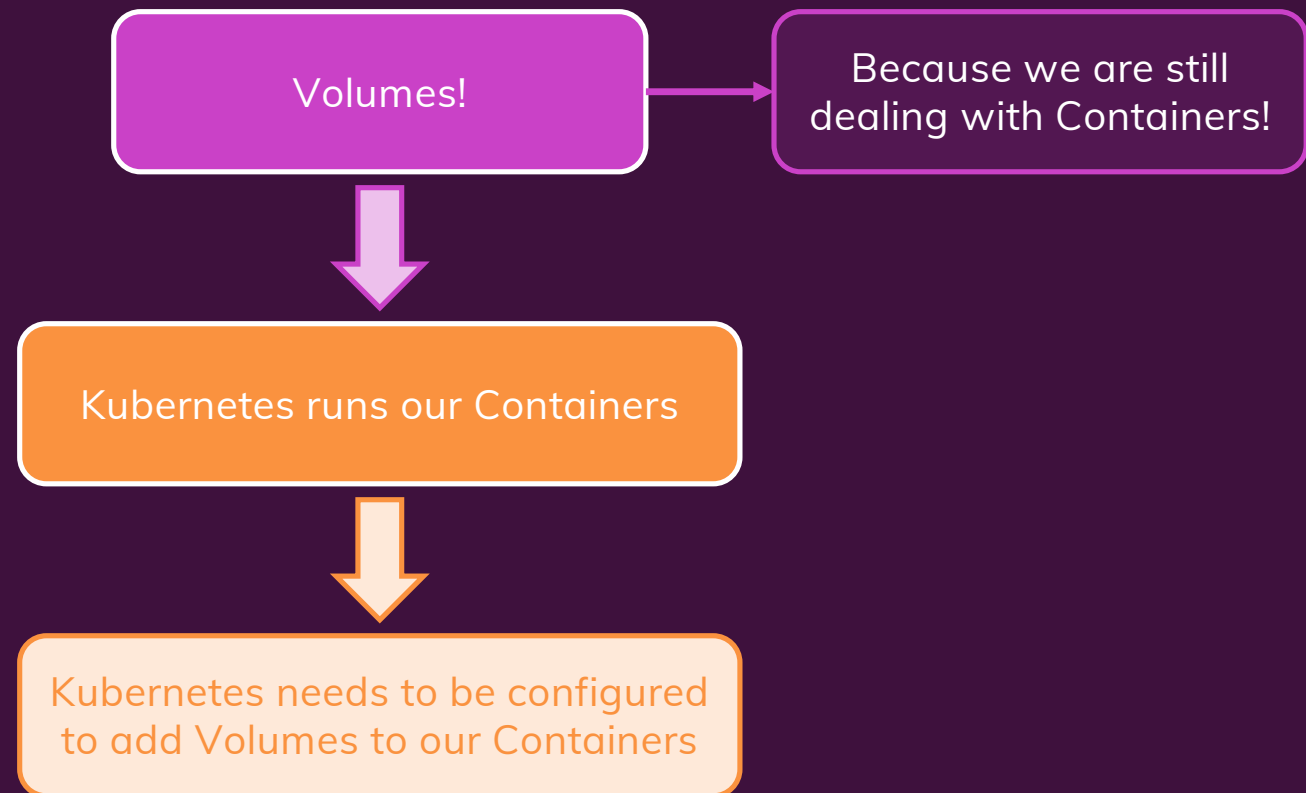 Volumes!
Because we are still
dealing with Containers!
Kubernetes runs our Containers
Kubernetes needs to be configured
to add Volumes to our Containers